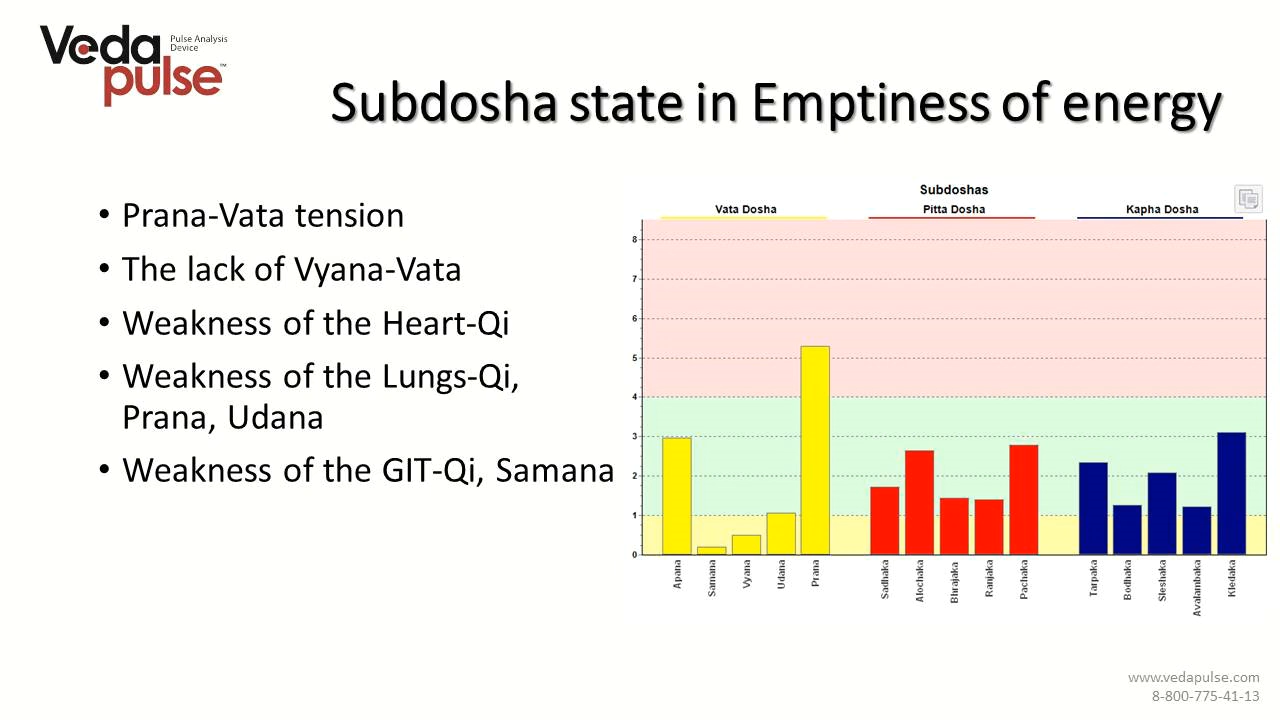 Veda
pulse™
Pulse Analysis
Device
Subdosha state in Emptiness of energy
• Prana-Vata tension
• The lack of Vyana-Vata
• Weakness of the Heart-Qi
• Weakness of the Lungs-Qi,
Prana, Udana
• Weakness of the GIT-Qi, Samana
Subdoshas
Vata Dosha
Pitta Dosha
Kapha Dosha
8
7
6
5
4
3
2
1
0
Apana
Samana
Vyana
Udana
Prana
Sadhaka
Alochaka
Bhrajaka
Ranjaka
Pachaka
Tarpaka
Bodhaka
Sleshaka
Avalambaka
Kledaka
www.vedapulse.com
8-800-775-41-13